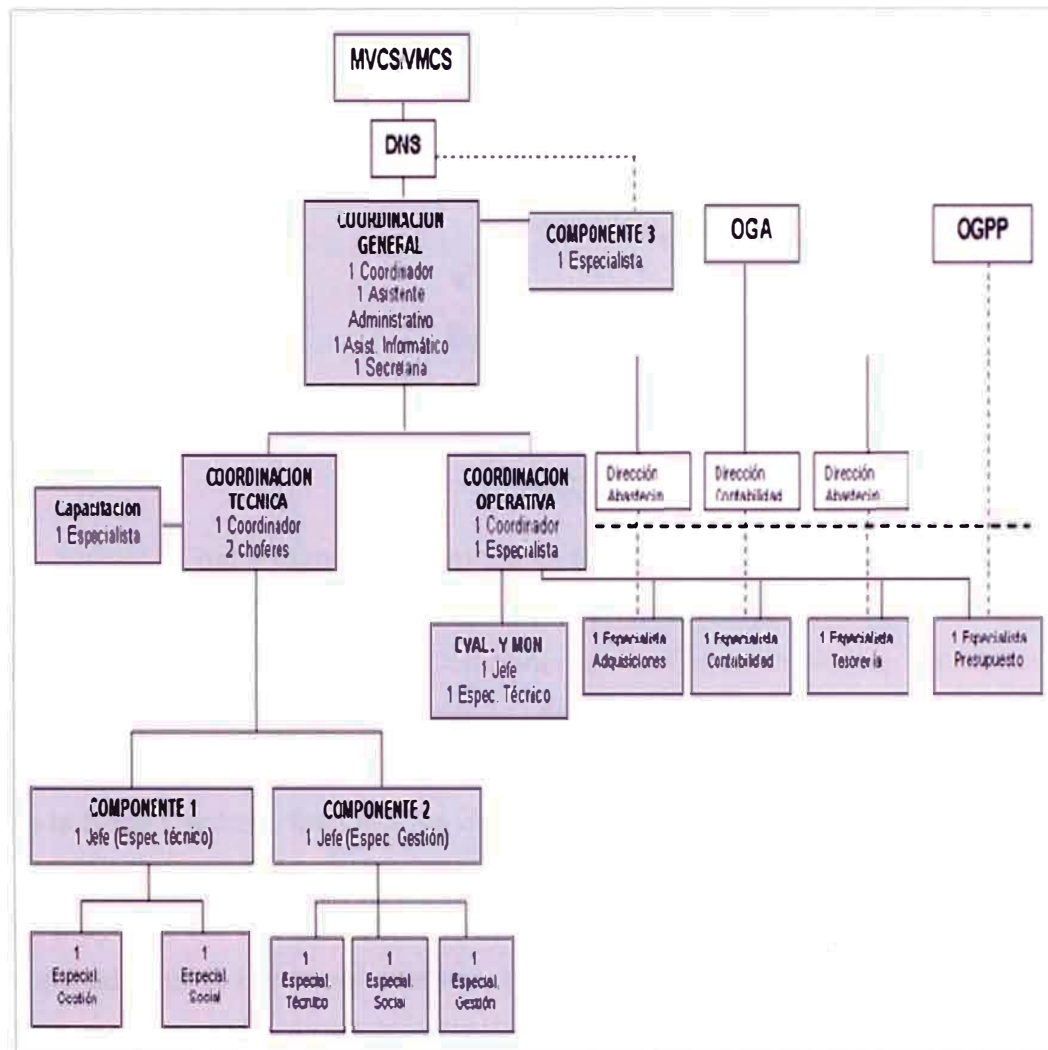 MVCS/VMCS
DNS
COORDINACION
GENERAL
1 Coordinador
1 Asistente
Administrativo
1 Asist. Informático
1 Secretaria
COMPONENTE 3
1 Especialista
OGA
OGPP
Capacitacion
1 Especialista
COORDINACION
TECNICA
1 Coordinador
2 choferes
COORDINACION
OPERATIVA
1 Coordinador
1 Especialista
Dirección
Abastecin
Dirección
Contabilidad
Dirección
Abastecin
EVAL. Y MON
1 Jefe
1 Espec. Técnico
1 Especialista
Adquisiciones
1 Especialista
Contabilidad
1 Especialista
Tesorería
1 Especialista
Presupuesto
COMPONENTE 1
1 Jefe (Espec. técnico)
COMPONENTE 2
1 Jefe (Espec. Gestión)
1
Especial.
Gestión
1
Especial.
Social
1
Especial.
Técnico
1
Especial.
Social
1
Especial.
Gestión